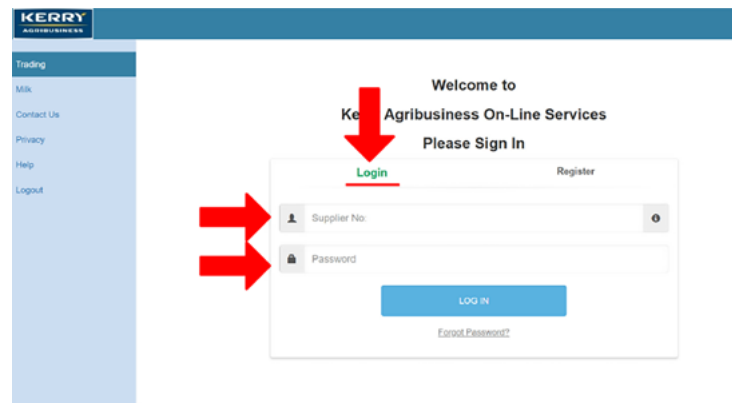 KERRY
AGRIBUSINESS
Trading
Milk
Contact Us
Privacy
Help
Logout
Welcome to
Ke Agribusiness On-Line Services
Please Sign In
Login
Register
Supplier No:
Password
LOG IN
Forgot Password?